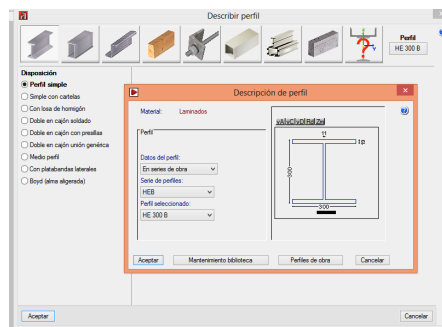 Describir perfil
Perfil
HE 300 B
Disposición
Perfil simple
Simple con cartelas
Con losa de hormigón
Doble en cajón soldado
Doble en cajón con presillas
Doble en cajón unión genérica
Medio perfil
Con platabandas laterales
Boyd (alma aligerada)
Descripción de perfil
Material: Laminados
Perfil
Datos del perfil:
En series de obra
Serie de perfiles:
HEB
Perfil seleccionado:
HE 300 B
11
19
300
300
Aceptar
Mantenimiento biblioteca
Perfiles de obra
Cancelar
Aceptar
Cancelar